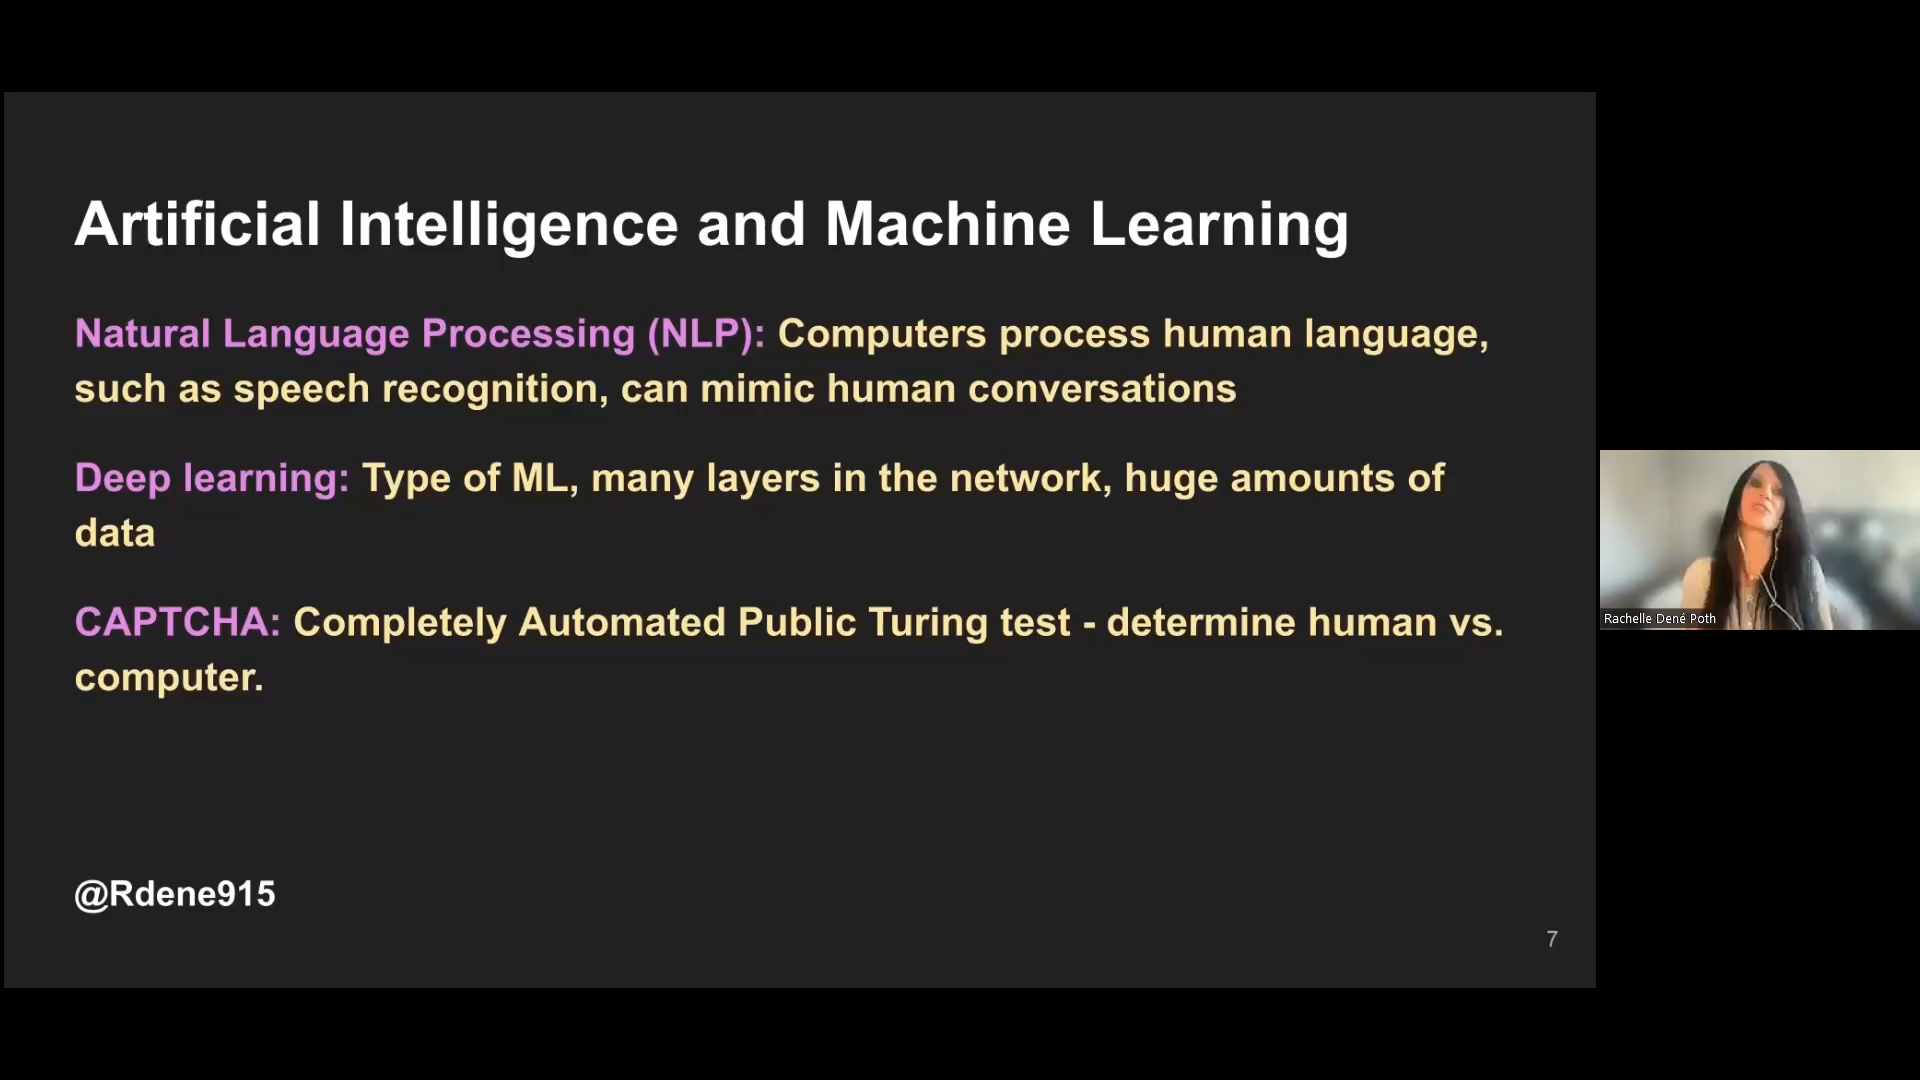 Artificial Intelligence and Machine Learning
Natural Language Processing (NLP): Computers process human language,
such as speech recognition, can mimic human conversations
Deep learning: Type of ML, many layers in the network, huge amounts of
data
CAPTCHA: Completely Automated Public Turing test - determine human vs.
computer.
@Rdene915
7
Rachelle Dené Poth